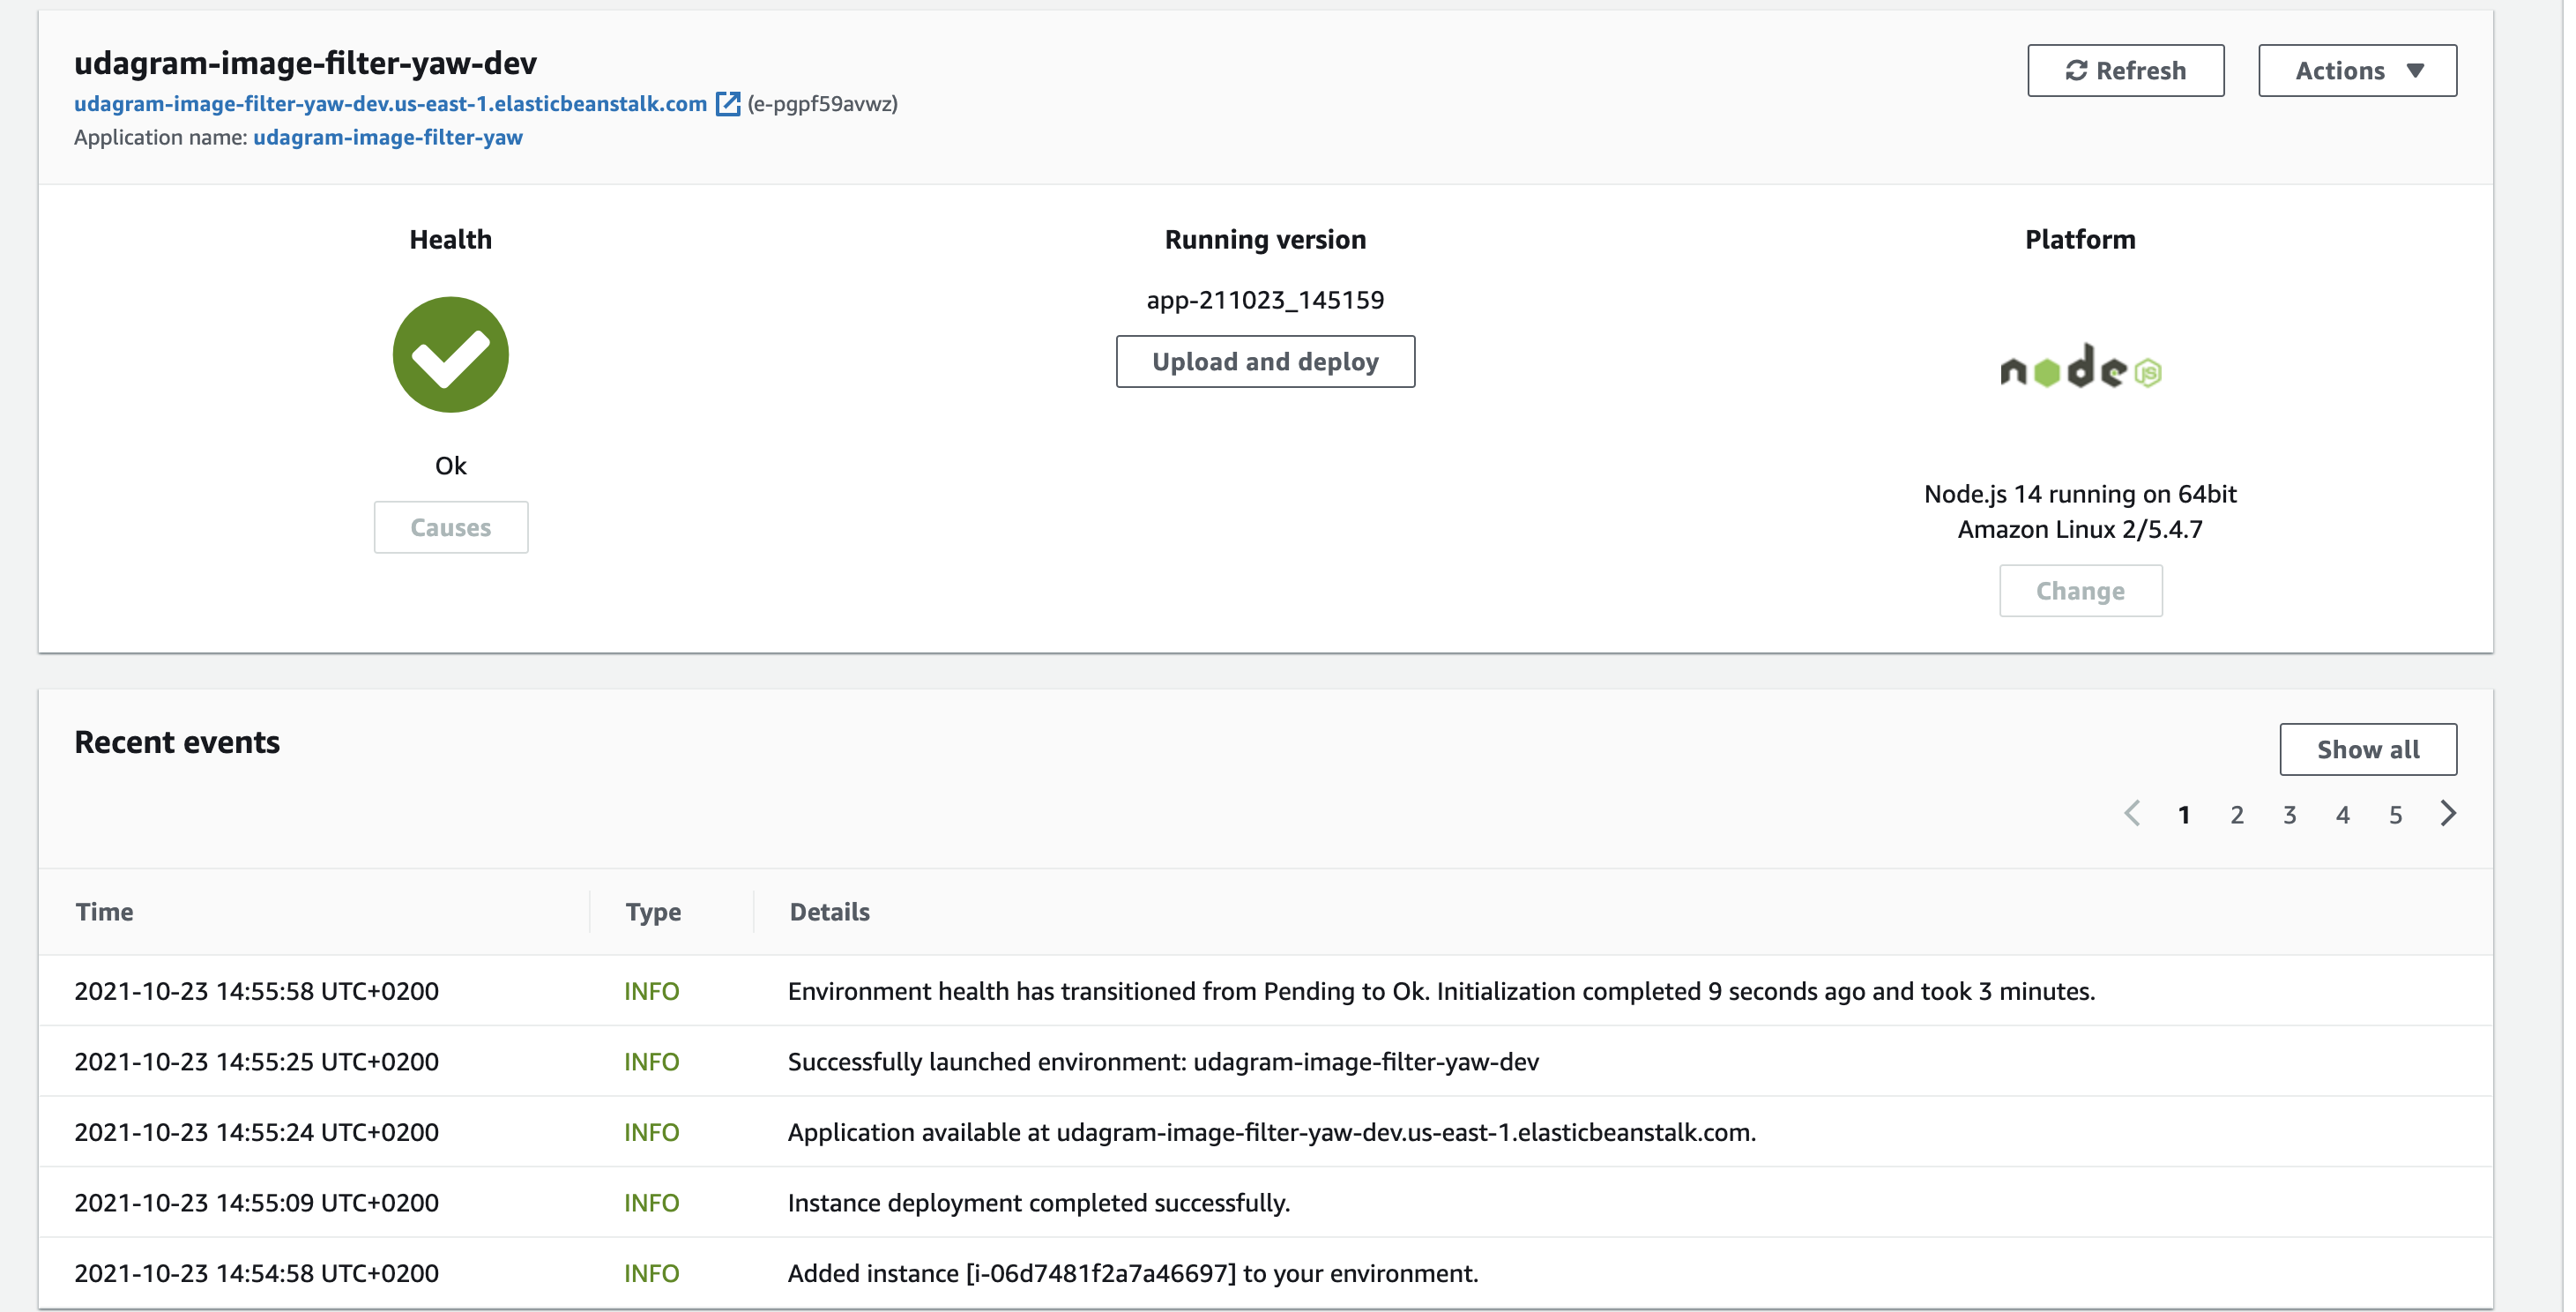 udagram-image-filter-yaw-dev
Refresh
Actions
udagram-image-filter-yaw-dev.us-east-1.elasticbeanstalk.com (e-pgpf59avwz)
Application name: udagram-image-filter-yaw
Health
Ok
Causes
Running version
app-211023_145159
Upload and deploy
Platform
node JS
Node.js 14 running on 64bit
Amazon Linux 2/5.4.7
Change
Recent events
Show all
1 2 3 4 5
Time Type Details
2021-10-23 14:55:58 UTC+0200 INFO Environment health has transitioned from Pending to Ok. Initialization completed 9 seconds ago and took 3 minutes.
2021-10-23 14:55:25 UTC+0200 INFO Successfully launched environment: udagram-image-filter-yaw-dev
2021-10-23 14:55:24 UTC+0200 INFO Application available at udagram-image-filter-yaw-dev.us-east-1.elasticbeanstalk.com.
2021-10-23 14:55:09 UTC+0200 INFO Instance deployment completed successfully.
2021-10-23 14:54:58 UTC+0200 INFO Added instance [i-06d7481f2a7a46697] to your environment.